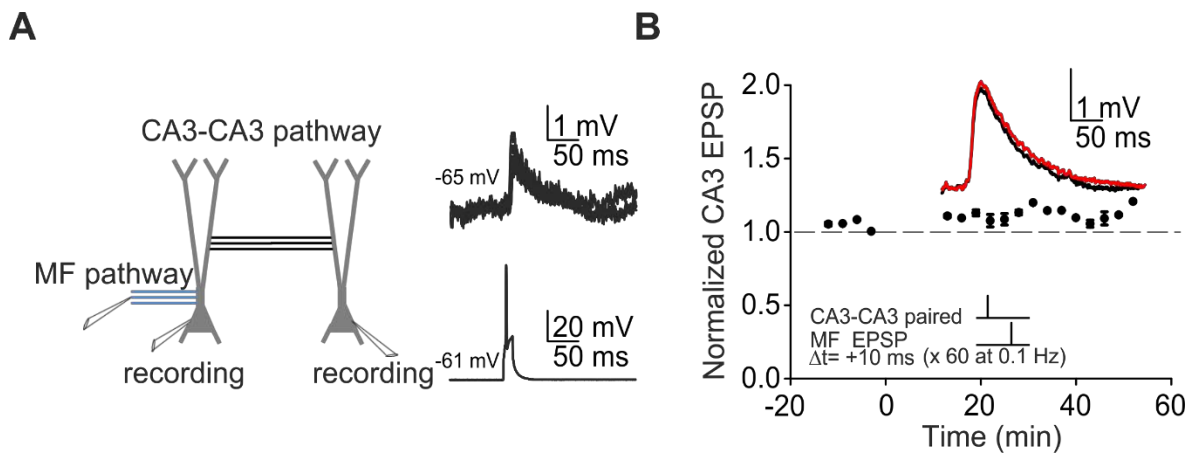 A
CA3-CA3 pathway
MF pathway
recording
recording
1 mV
50 ms
-65 mV
20 mV
50 ms
-61 mV
B
Normalized CA3 EPSP
2.0
1.5
1.0
0.5
0.0
1 mV
50 ms
CA3-CA3 paired
MF EPSP
Δt= +10 ms (x 60 at 0.1 Hz)
-20
0
20
40
60
Time (min)